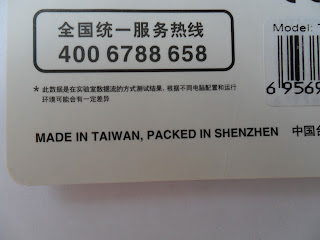 全国统一服务热线
400 6788 658
Model:
* 此数据是在实验室数据流的方式测试结果，根据不同电脑配置和运行
环境可能会有一定差异
6 9569
MADE IN TAIWAN, PACKED IN SHENZHEN 中国台